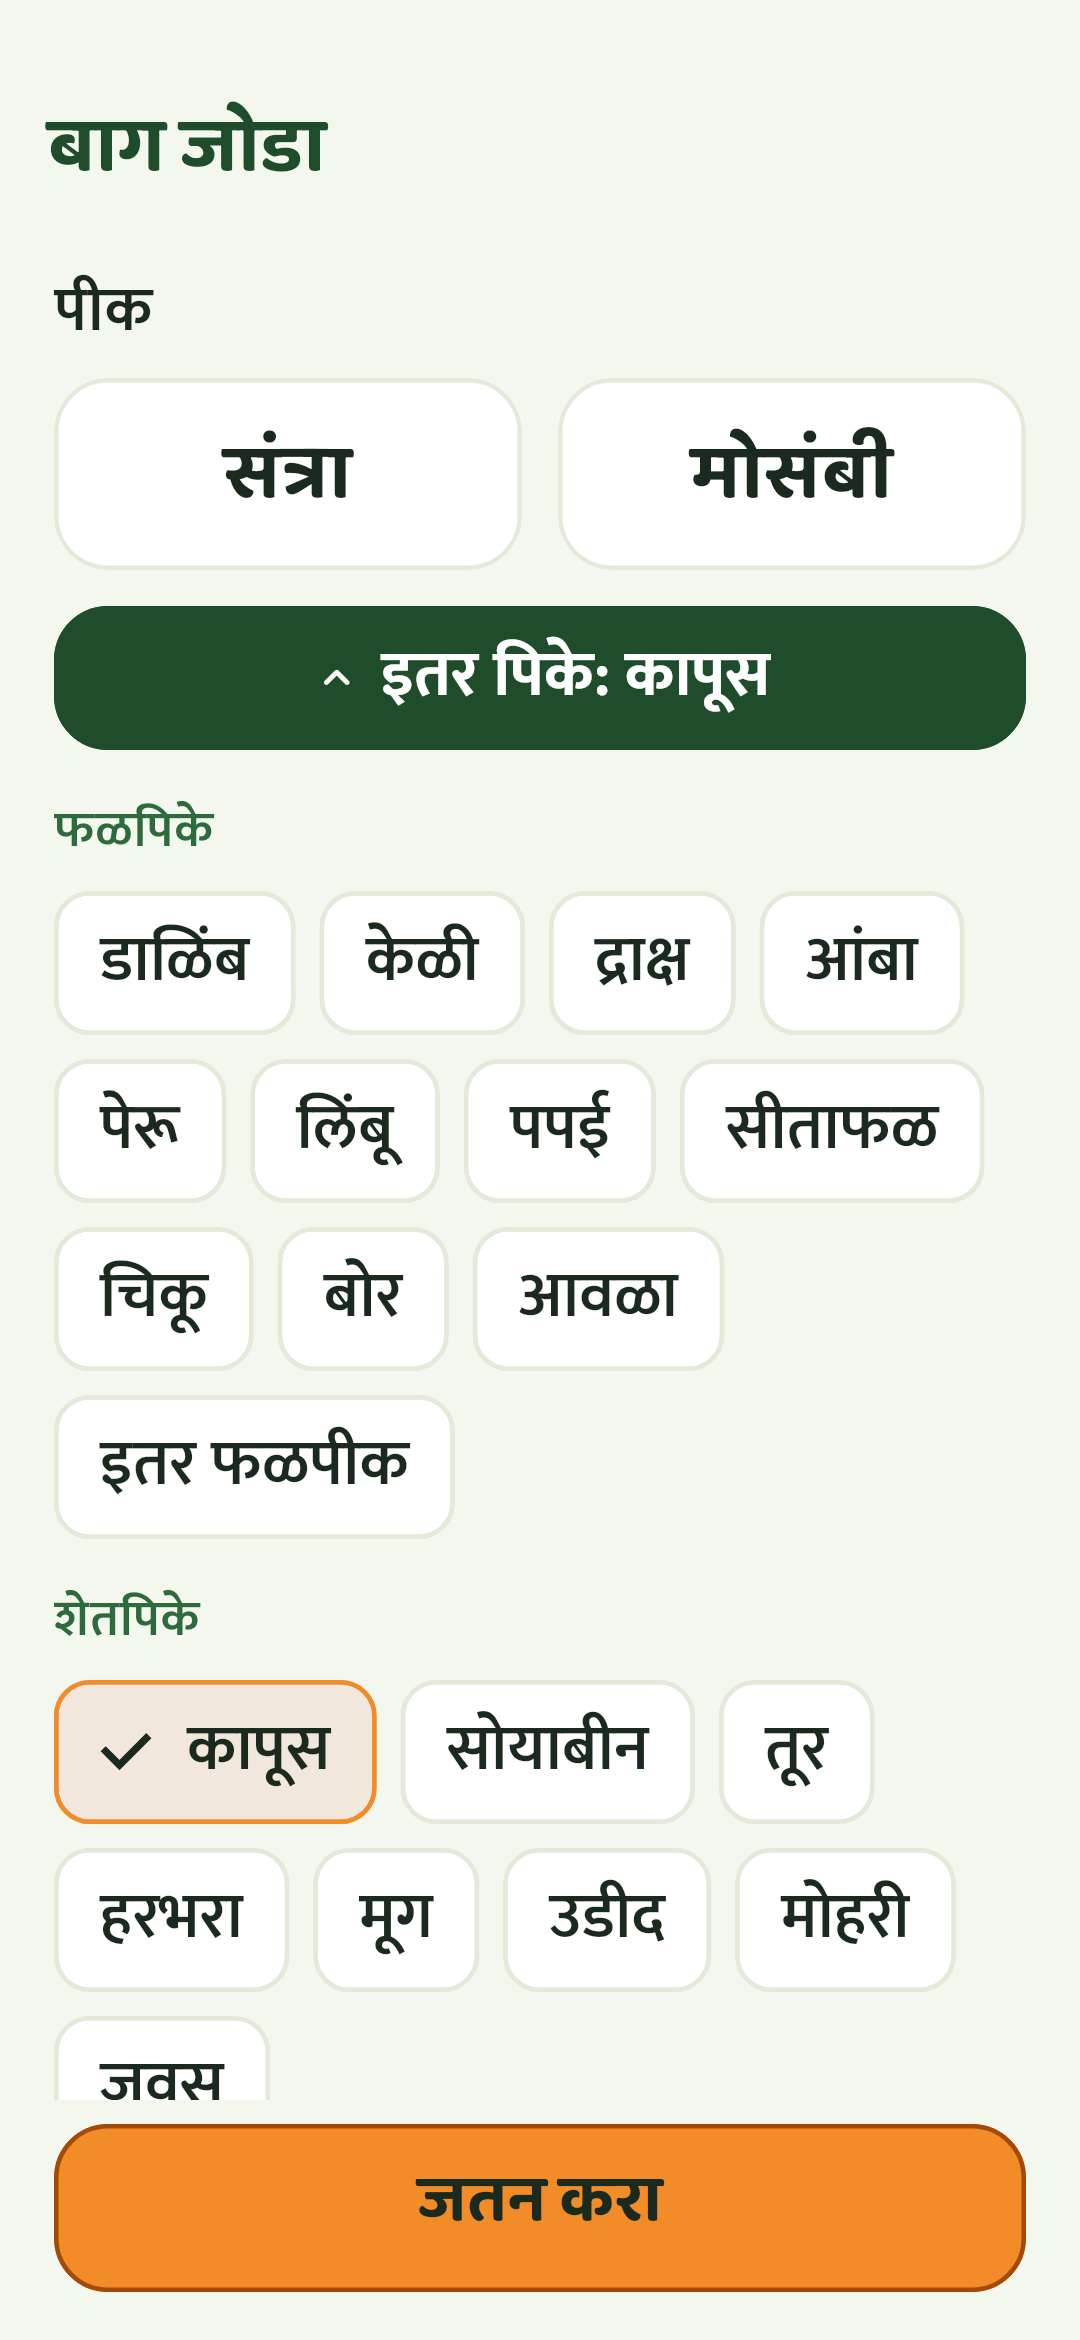 बाग जोडा
पीक
संत्रा मोसंबी
इतर पिके: कापूस
फळपिके
डाळिंब केळी द्राक्ष आंबा
पेरू लिंबू पपई सीताफळ
चिकू बोर आवळा
इतर फळपीक
शेतपिके
कापूस सोयाबीन तूर
हरभरा मूग उडीद मोहरी
जवस
जतन करा